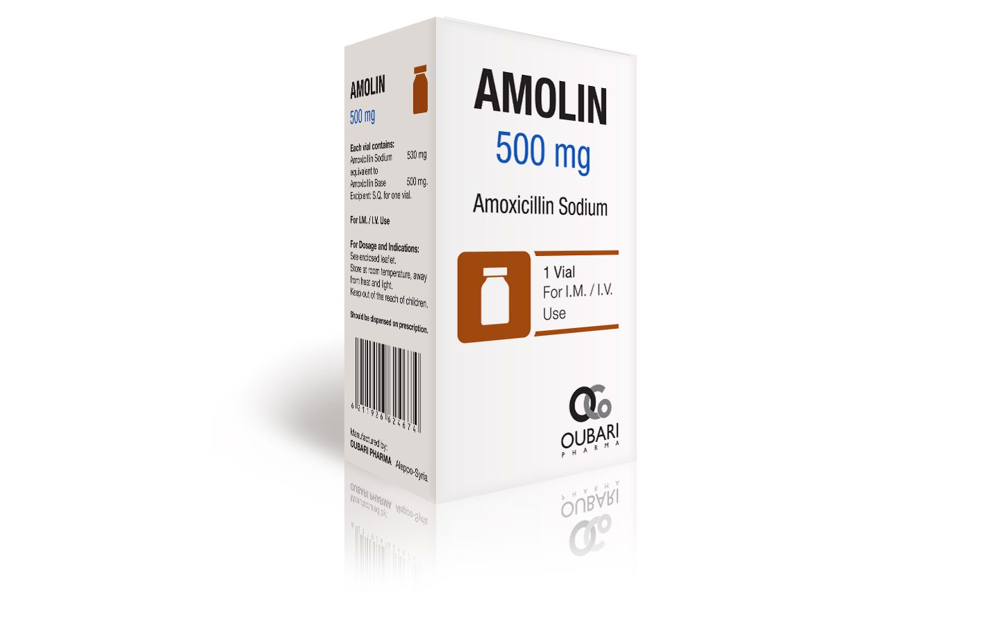 AMOLIN
500 mg
Each vial contains:
Amoxicillin Sodium 530 mg
equivalent to
Amoxicillin Base 500 mg.
Excipient: S.Q. for one vial.
For I.M. / I.V. Use
For Dosage and Indications:
See enclosed leaflet.
Store at room temperature, away
from heat and light.
Keep out of the reach of children.
Should be dispensed on prescription.
6 211926 624674
Manufactured by:
OUBARI PHARMA Aleppo-Syria
AMOLIN
500 mg
Amoxicillin Sodium
1 Vial
For I.M. / I.V.
Use
OUBARI
PHARMA